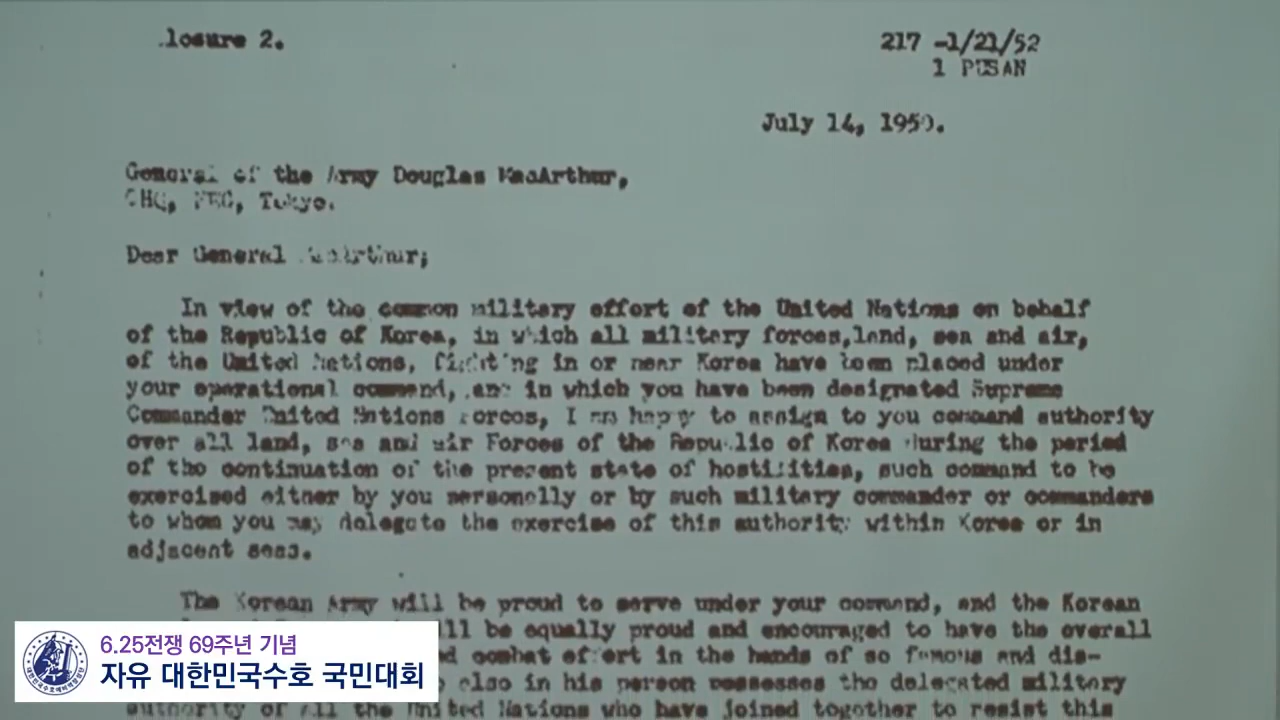 .losure 2.
217 -1/21/52
1 PUSAN
July 14, 1950.
General of the Army Douglas MacArthur,
GHQ, FEC, Tokyo.
Dear General MacArthur;
In view of the common military effort of the United Nations on behalf
of the Republic of Korea, in which all military forces,land, sea and air,
of the United Nations, fighting in or near Korea have been placed under
your operational command, and in which you have been designated Supreme
Commander United Nations Forces, I am happy to assign to you command authority
over all land, sea and air Forces of the Republic of Korea during the period
of the continuation of the present state of hostilities, such command to be
exercised either by you personally or by such military commander or commanders
to whom you may delegate the exercise of this authority within Korea or in
adjacent seas.
The Korean Army will be proud to serve under your command, and the Korean
will be equally proud and encouraged to have the overall
combat effort in the hands of so famous and dis-
also in his person possesses the delegated military
authority of all the United Nations who have joined together to resist this
6.25전쟁 69주년 기념
자유 대한민국수호 국민대회